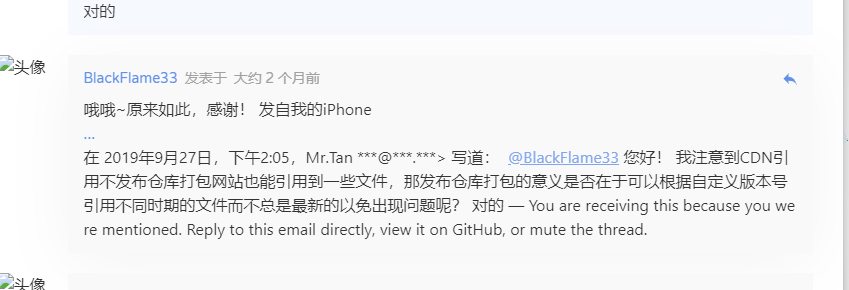 对的
头像
BlackFlame33 发表于 大约 2 个月前
哦哦~原来如此，感谢！ 发自我的iPhone
...
在 2019年9月27日，下午2:05，Mr.Tan ***@***.***> 写道： @BlackFlame33 您好！ 我注意到CDN引
用不发布仓库打包网站也能引用到一些文件，那发布仓库打包的意义是否在于可以根据自定义版本号
引用不同时期的文件而不总是最新的以免出现问题呢？ 对的 — You are receiving this because you we
re mentioned. Reply to this email directly, view it on GitHub, or mute the thread.
头像